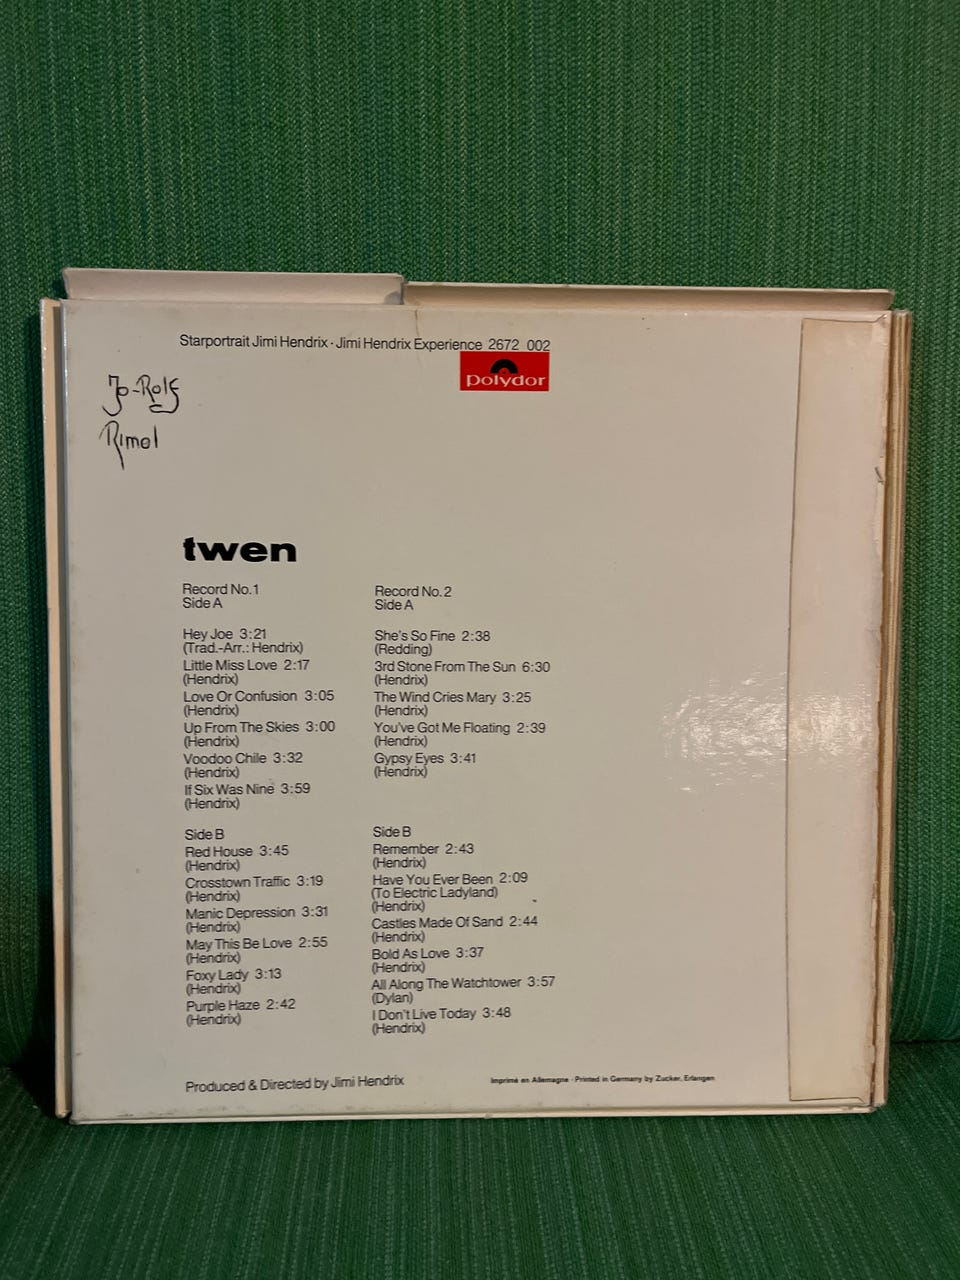 Starportrait Jimi Hendrix · Jimi Hendrix Experience 2672 002
polydor
Jo-Rolf
Rimel
twen
Record No. 1
Side A
Hey Joe 3:21
(Trad.-Arr.: Hendrix)
Little Miss Love 2:17
(Hendrix)
Love Or Confusion 3:05
(Hendrix)
Up From The Skies 3:00
(Hendrix)
Voodoo Chile 3:32
(Hendrix)
If Six Was Nine 3:59
(Hendrix)
Side B
Red House 3:45
(Hendrix)
Crosstown Traffic 3:19
(Hendrix)
Manic Depression 3:31
(Hendrix)
May This Be Love 2:55
(Hendrix)
Foxy Lady 3:13
(Hendrix)
Purple Haze 2:42
(Hendrix)
Record No. 2
Side A
She's So Fine 2:38
(Redding)
3rd Stone From The Sun 6:30
(Hendrix)
The Wind Cries Mary 3:25
(Hendrix)
You've Got Me Floating 2:39
(Hendrix)
Gypsy Eyes 3:41
(Hendrix)
Side B
Remember 2:43
(Hendrix)
Have You Ever Been 2:09
(To Electric Ladyland)
(Hendrix)
Castles Made Of Sand 2:44
(Hendrix)
Bold As Love 3:37
(Hendrix)
All Along The Watchtower 3:57
(Dylan)
I Don't Live Today 3:48
(Hendrix)
Produced & Directed by Jimi Hendrix
Imprimé en Allemagne · Printed in Germany by Zucker, Erlangen